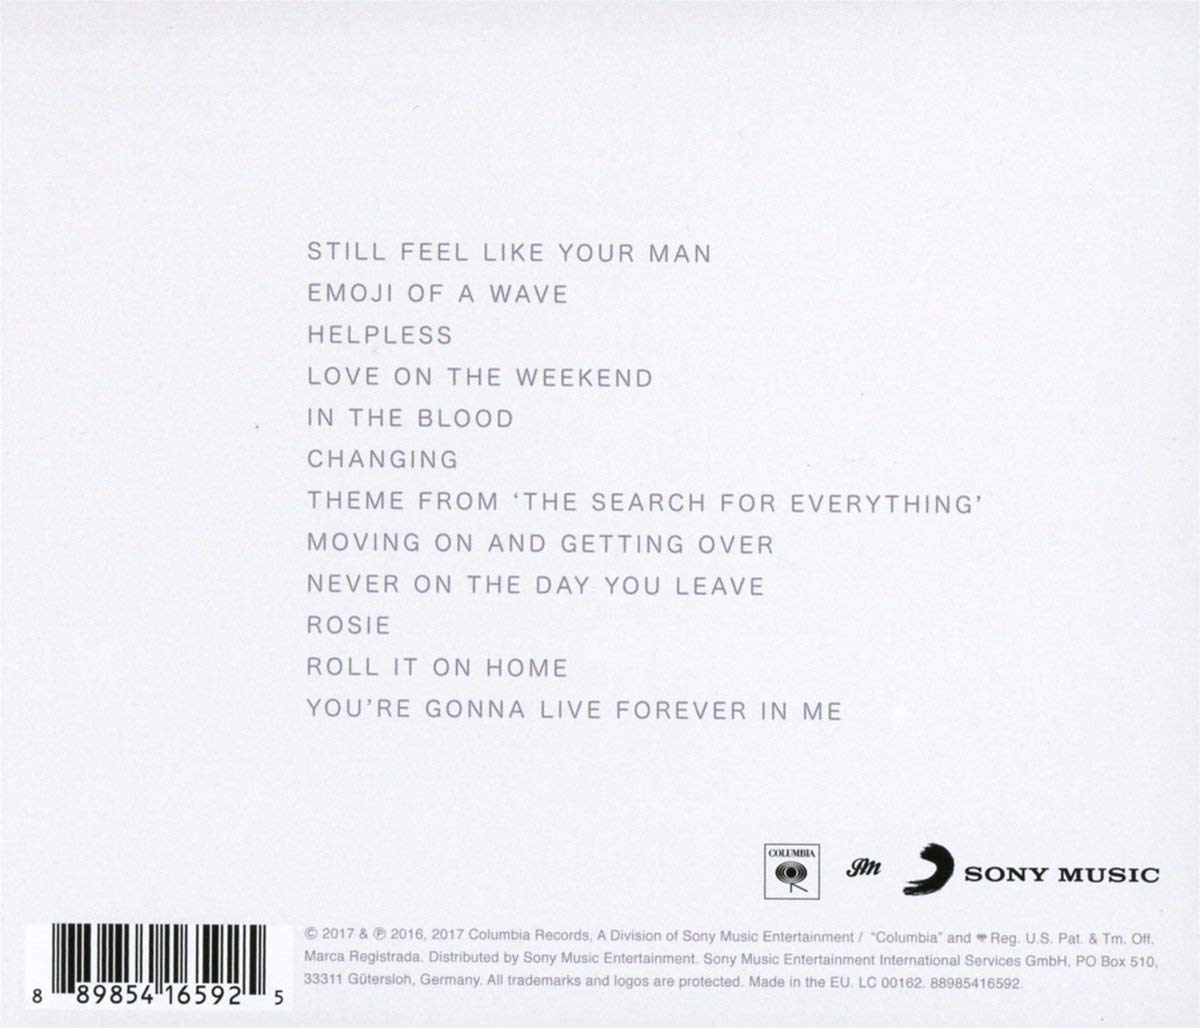 STILL FEEL LIKE YOUR MAN
EMOJI OF A WAVE
HELPLESS
LOVE ON THE WEEKEND
IN THE BLOOD
CHANGING
THEME FROM ‘THE SEARCH FOR EVERYTHING’
MOVING ON AND GETTING OVER
NEVER ON THE DAY YOU LEAVE
ROSIE
ROLL IT ON HOME
YOU’RE GONNA LIVE FOREVER IN ME
COLUMBIA
JM
SONY MUSIC
© 2017 & ℗ 2016, 2017 Columbia Records, A Division of Sony Music Entertainment / “Columbia” and Reg. U.S. Pat. & Tm. Off.
Marca Registrada. Distributed by Sony Music Entertainment. Sony Music Entertainment International Services GmbH, PO Box 510,
33311 Gütersloh, Germany. All trademarks and logos are protected. Made in the EU. LC 00162. 88985416592.
8 89854 16592 5